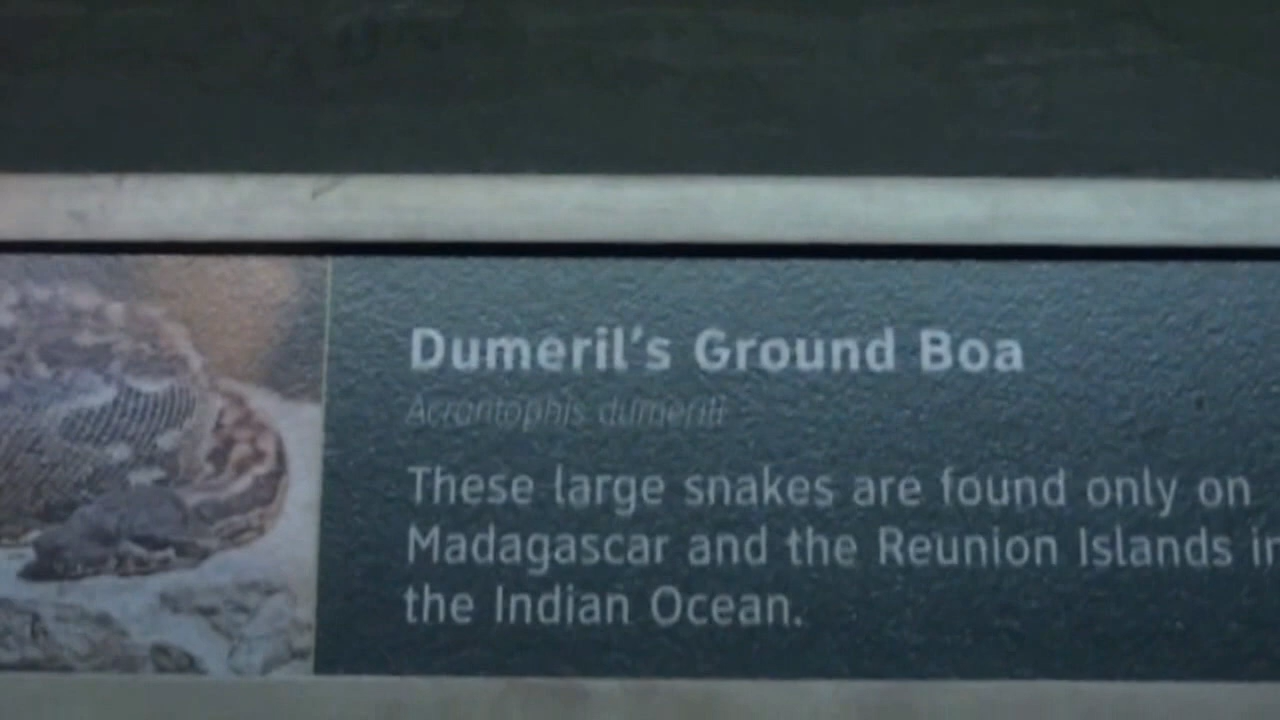 Dumeril's Ground Boa
Acrantophis dumerili
These large snakes are found only on
Madagascar and the Reunion Islands in
the Indian Ocean.